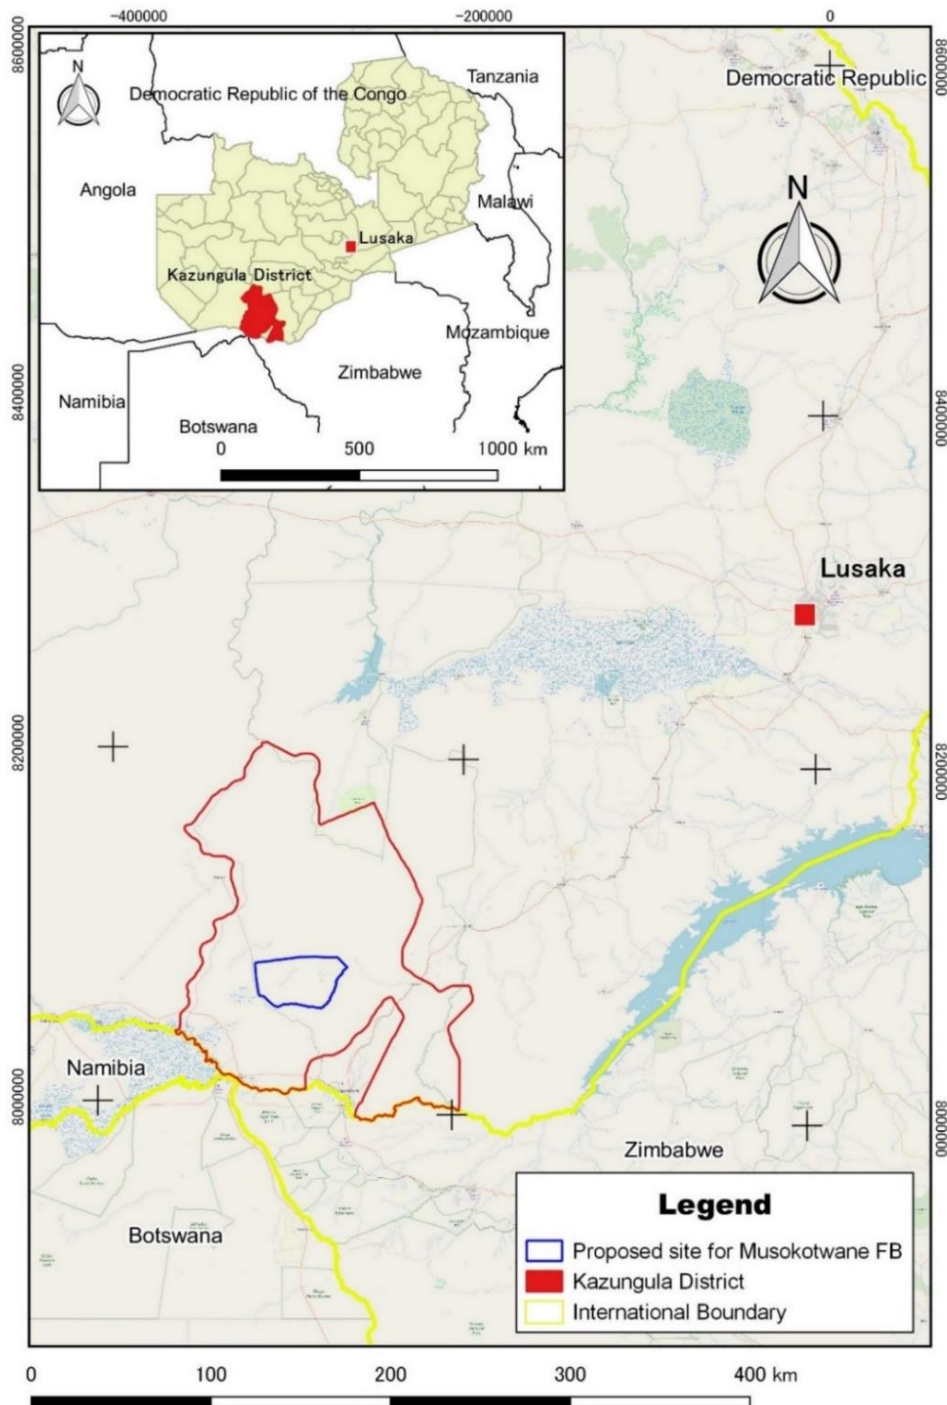 -400000
-200000
0
8600000
8600000
N
Tanzania
Democratic Republic of the Congo
Democratic Republic
Angola
Malawi
N
Lusaka
Kazungula District
Mozambique
Zimbabwe
Namibia
Botswana
8400000
8400000
0
500
1000 km
Lusaka
8200000
8200000
Namibia
8000000
8000000
Zimbabwe
Botswana
Legend
Proposed site for Musokotwane FB
Kazungula District
International Boundary
0
100
200
300
400 km